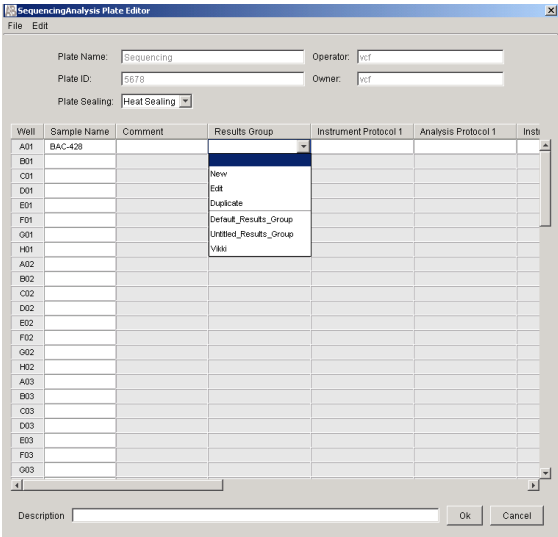 SequencingAnalysis Plate Editor
File Edit
Plate Name: Sequencing Operator: vcf
Plate ID: 5678 Owner: vcf
Plate Sealing: Heat Sealing
Well Sample Name Comment Results Group Instrument Protocol 1 Analysis Protocol 1 Instr
A01 BAC-428
B01
C01 New
D01 Edit
E01 Duplicate
F01 Default_Results_Group
G01 Untitled_Results_Group
H01 Vikki
A02
B02
C02
D02
E02
F02
G02
H02
A03
B03
C03
D03
E03
F03
G03
Description Ok Cancel